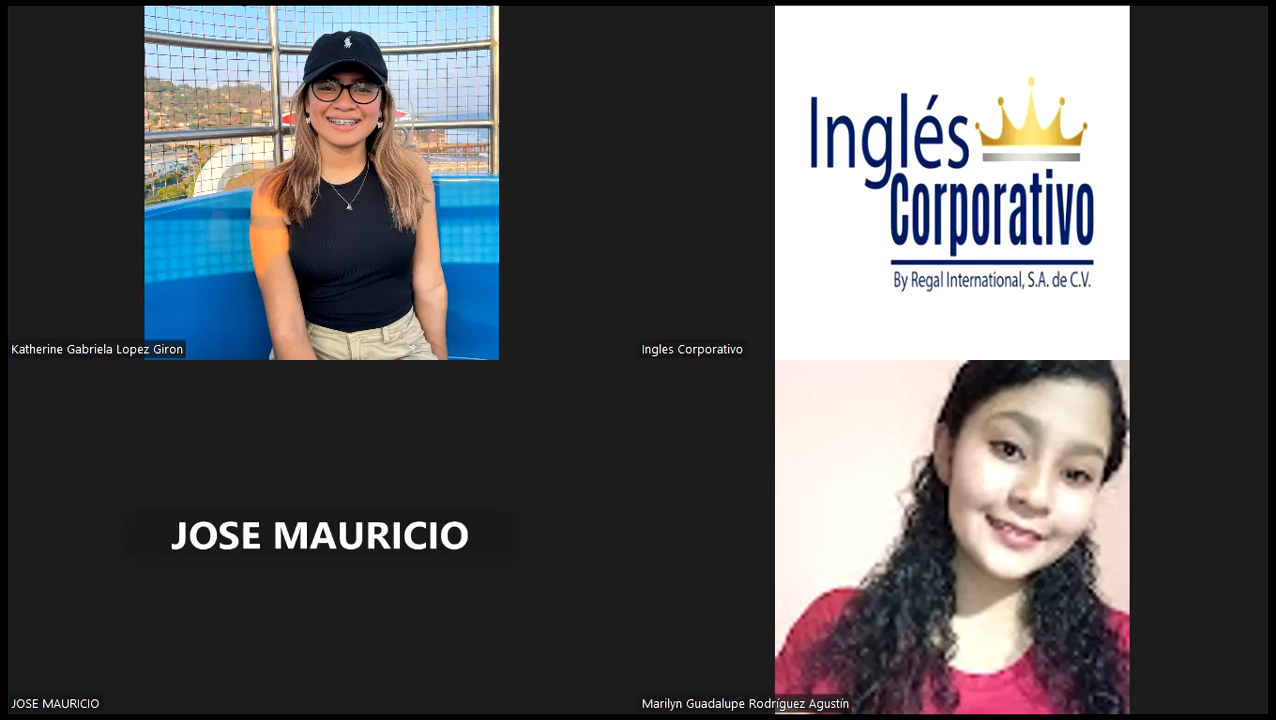 Inglés
Corporativo
By Regal International, S.A. de C.V.
Katherine Gabriela Lopez Giron
Ingles Corporativo
JOSE MAURICIO
JOSE MAURICIO
Marilyn Guadalupe Rodríguez Agustín